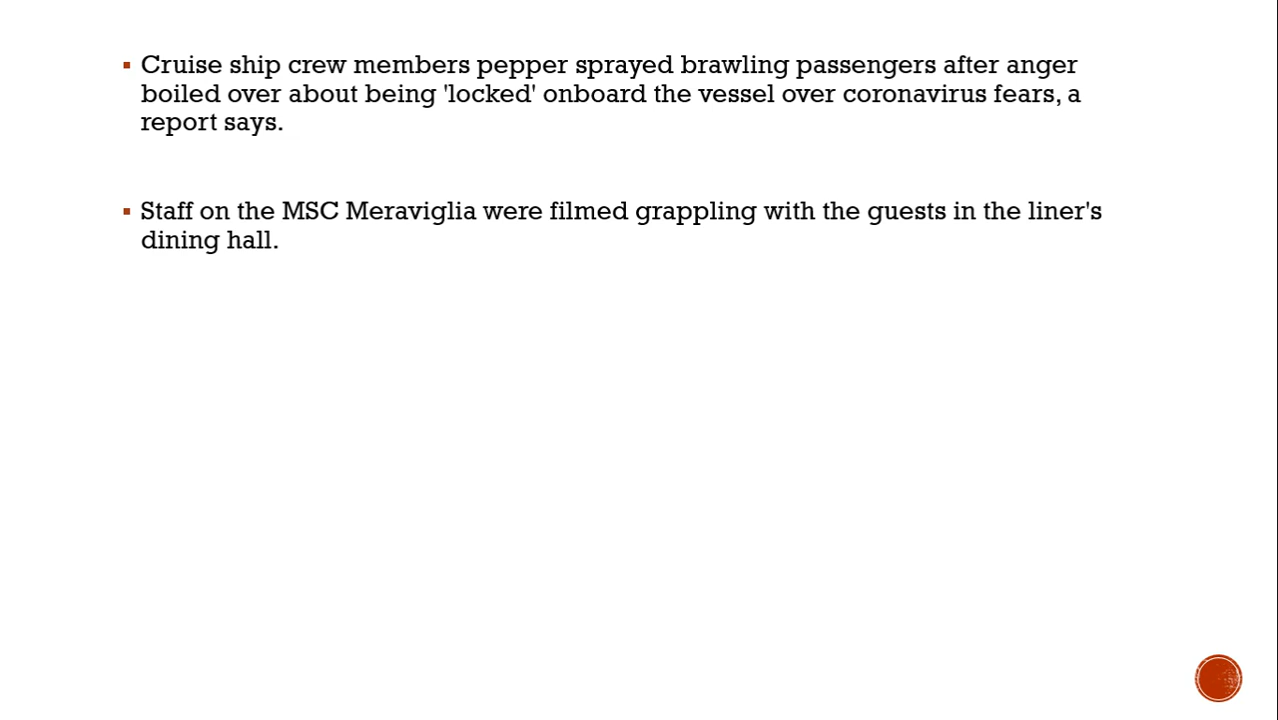 ▪ Cruise ship crew members pepper sprayed brawling passengers after anger
boiled over about being 'locked' onboard the vessel over coronavirus fears, a
report says.
▪ Staff on the MSC Meraviglia were filmed grappling with the guests in the liner's
dining hall.